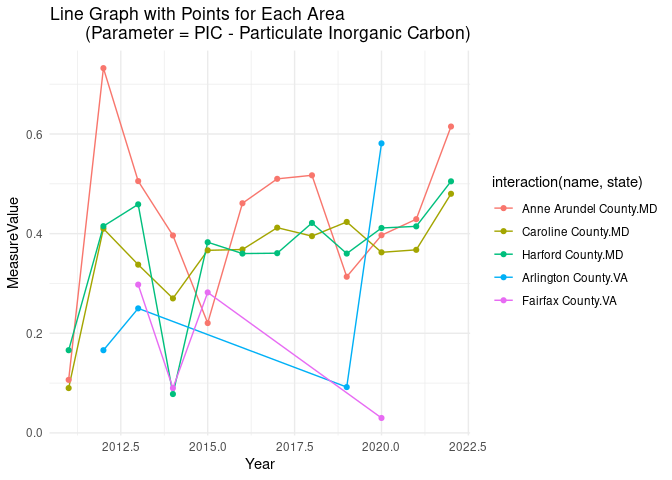 Line Graph with Points for Each Area
(Parameter = PIC - Particulate Inorganic Carbon)
MeasureValue
0.6
0.4
0.2
0.0
2012.5
2015.0
2017.5
2020.0
2022.5
Year
interaction(name, state)
Anne Arundel County.MD
Caroline County.MD
Harford County.MD
Arlington County.VA
Fairfax County.VA